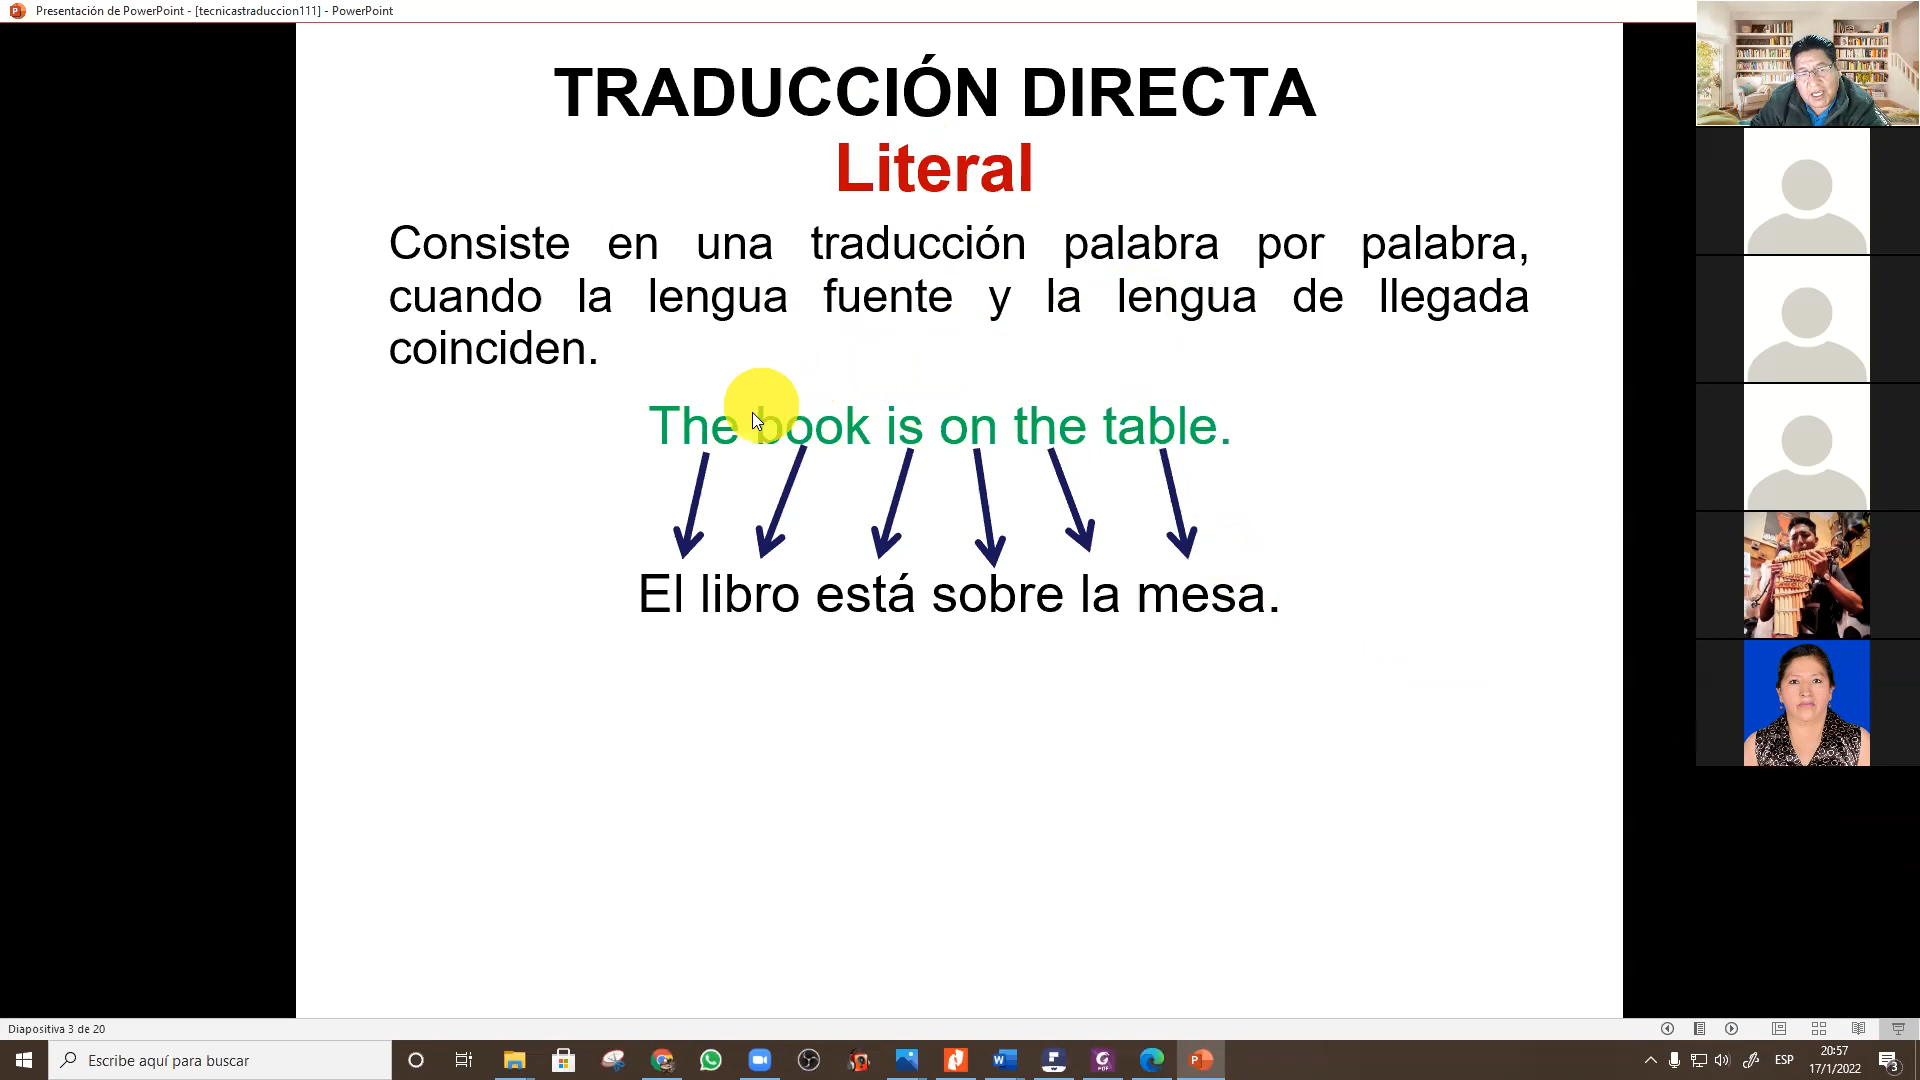 Presentación de PowerPoint - [tecnicastraduccion111] - PowerPoint
TRADUCCIÓN DIRECTA
Literal
Consiste en una traducción palabra por palabra,
cuando la lengua fuente y la lengua de llegada
coinciden.
The book is on the table.
El libro está sobre la mesa.
Diapositiva 3 de 20
Escribe aquí para buscar
ESP
20:57
17/1/2022
3